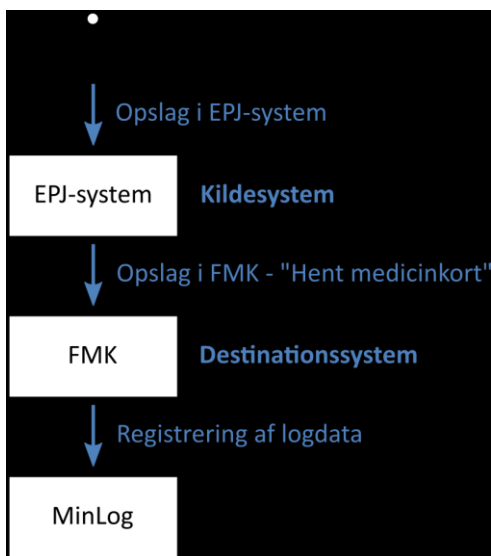 Opslag i EPJ-system
EPJ-system
Kildesystem
Opslag i FMK - "Hent medicinkort"
FMK
Destinationssystem
Registrering af logdata
MinLog